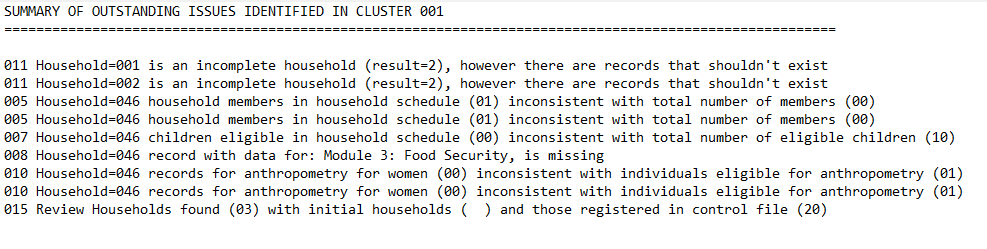 SUMMARY OF OUTSTANDING ISSUES IDENTIFIED IN CLUSTER 001
========================================================================================================
011 Household=001 is an incomplete household (result=2), however there are records that shouldn't exist
011 Household=002 is an incomplete household (result=2), however there are records that shouldn't exist
005 Household=046 household members in household schedule (01) inconsistent with total number of members (00)
005 Household=046 household members in household schedule (01) inconsistent with total number of members (00)
007 Household=046 children eligible in household schedule (00) inconsistent with total number of eligible children (10)
008 Household=046 record with data for: Module 3: Food Security, is missing
010 Household=046 records for anthropometry for women (00) inconsistent with individuals eligible for anthropometry (01)
010 Household=046 records for anthropometry for women (00) inconsistent with individuals eligible for anthropometry (01)
015 Review Households found (03) with initial households (  ) and those registered in control file (20)